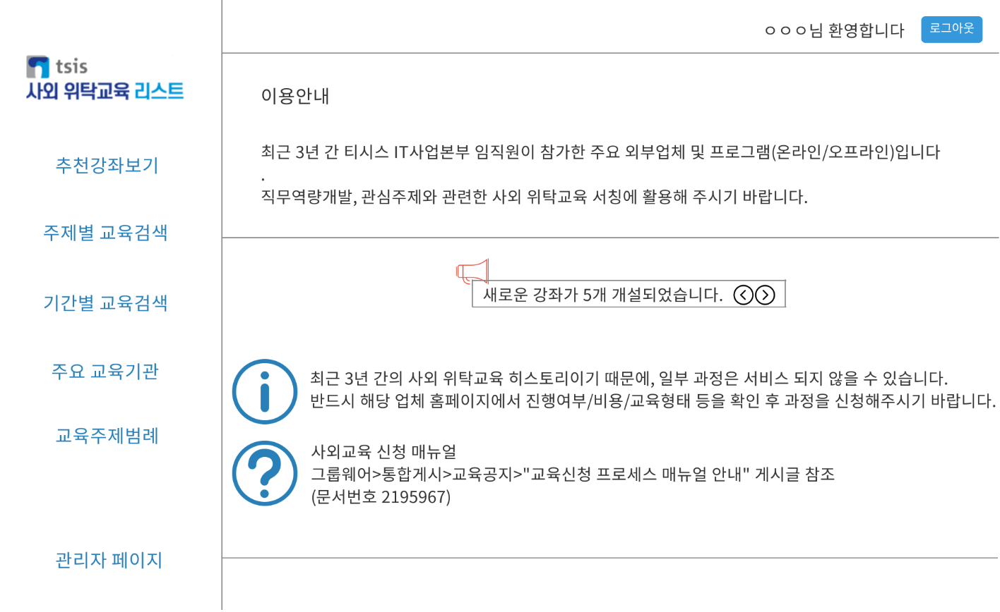 ㅇㅇㅇ님 환영합니다 로그아웃
tsis
사외 위탁교육 리스트
추천강좌보기
주제별 교육검색
기간별 교육검색
주요 교육기관
교육주제범례
관리자 페이지
이용안내
최근 3년 간 티시스 IT사업본부 임직원이 참가한 주요 외부업체 및 프로그램(온라인/오프라인)입니다
.
직무역량개발, 관심주제와 관련한 사외 위탁교육 서칭에 활용해 주시기 바랍니다.
새로운 강좌가 5개 개설되었습니다.
최근 3년 간의 사외 위탁교육 히스토리이기 때문에, 일부 과정은 서비스 되지 않을 수 있습니다.
반드시 해당 업체 홈페이지에서 진행여부/비용/교육형태 등을 확인 후 과정을 신청해주시기 바랍니다.
사외교육 신청 매뉴얼
그룹웨어>통합게시>교육공지>"교육신청 프로세스 매뉴얼 안내" 게시글 참조
(문서번호 2195967)